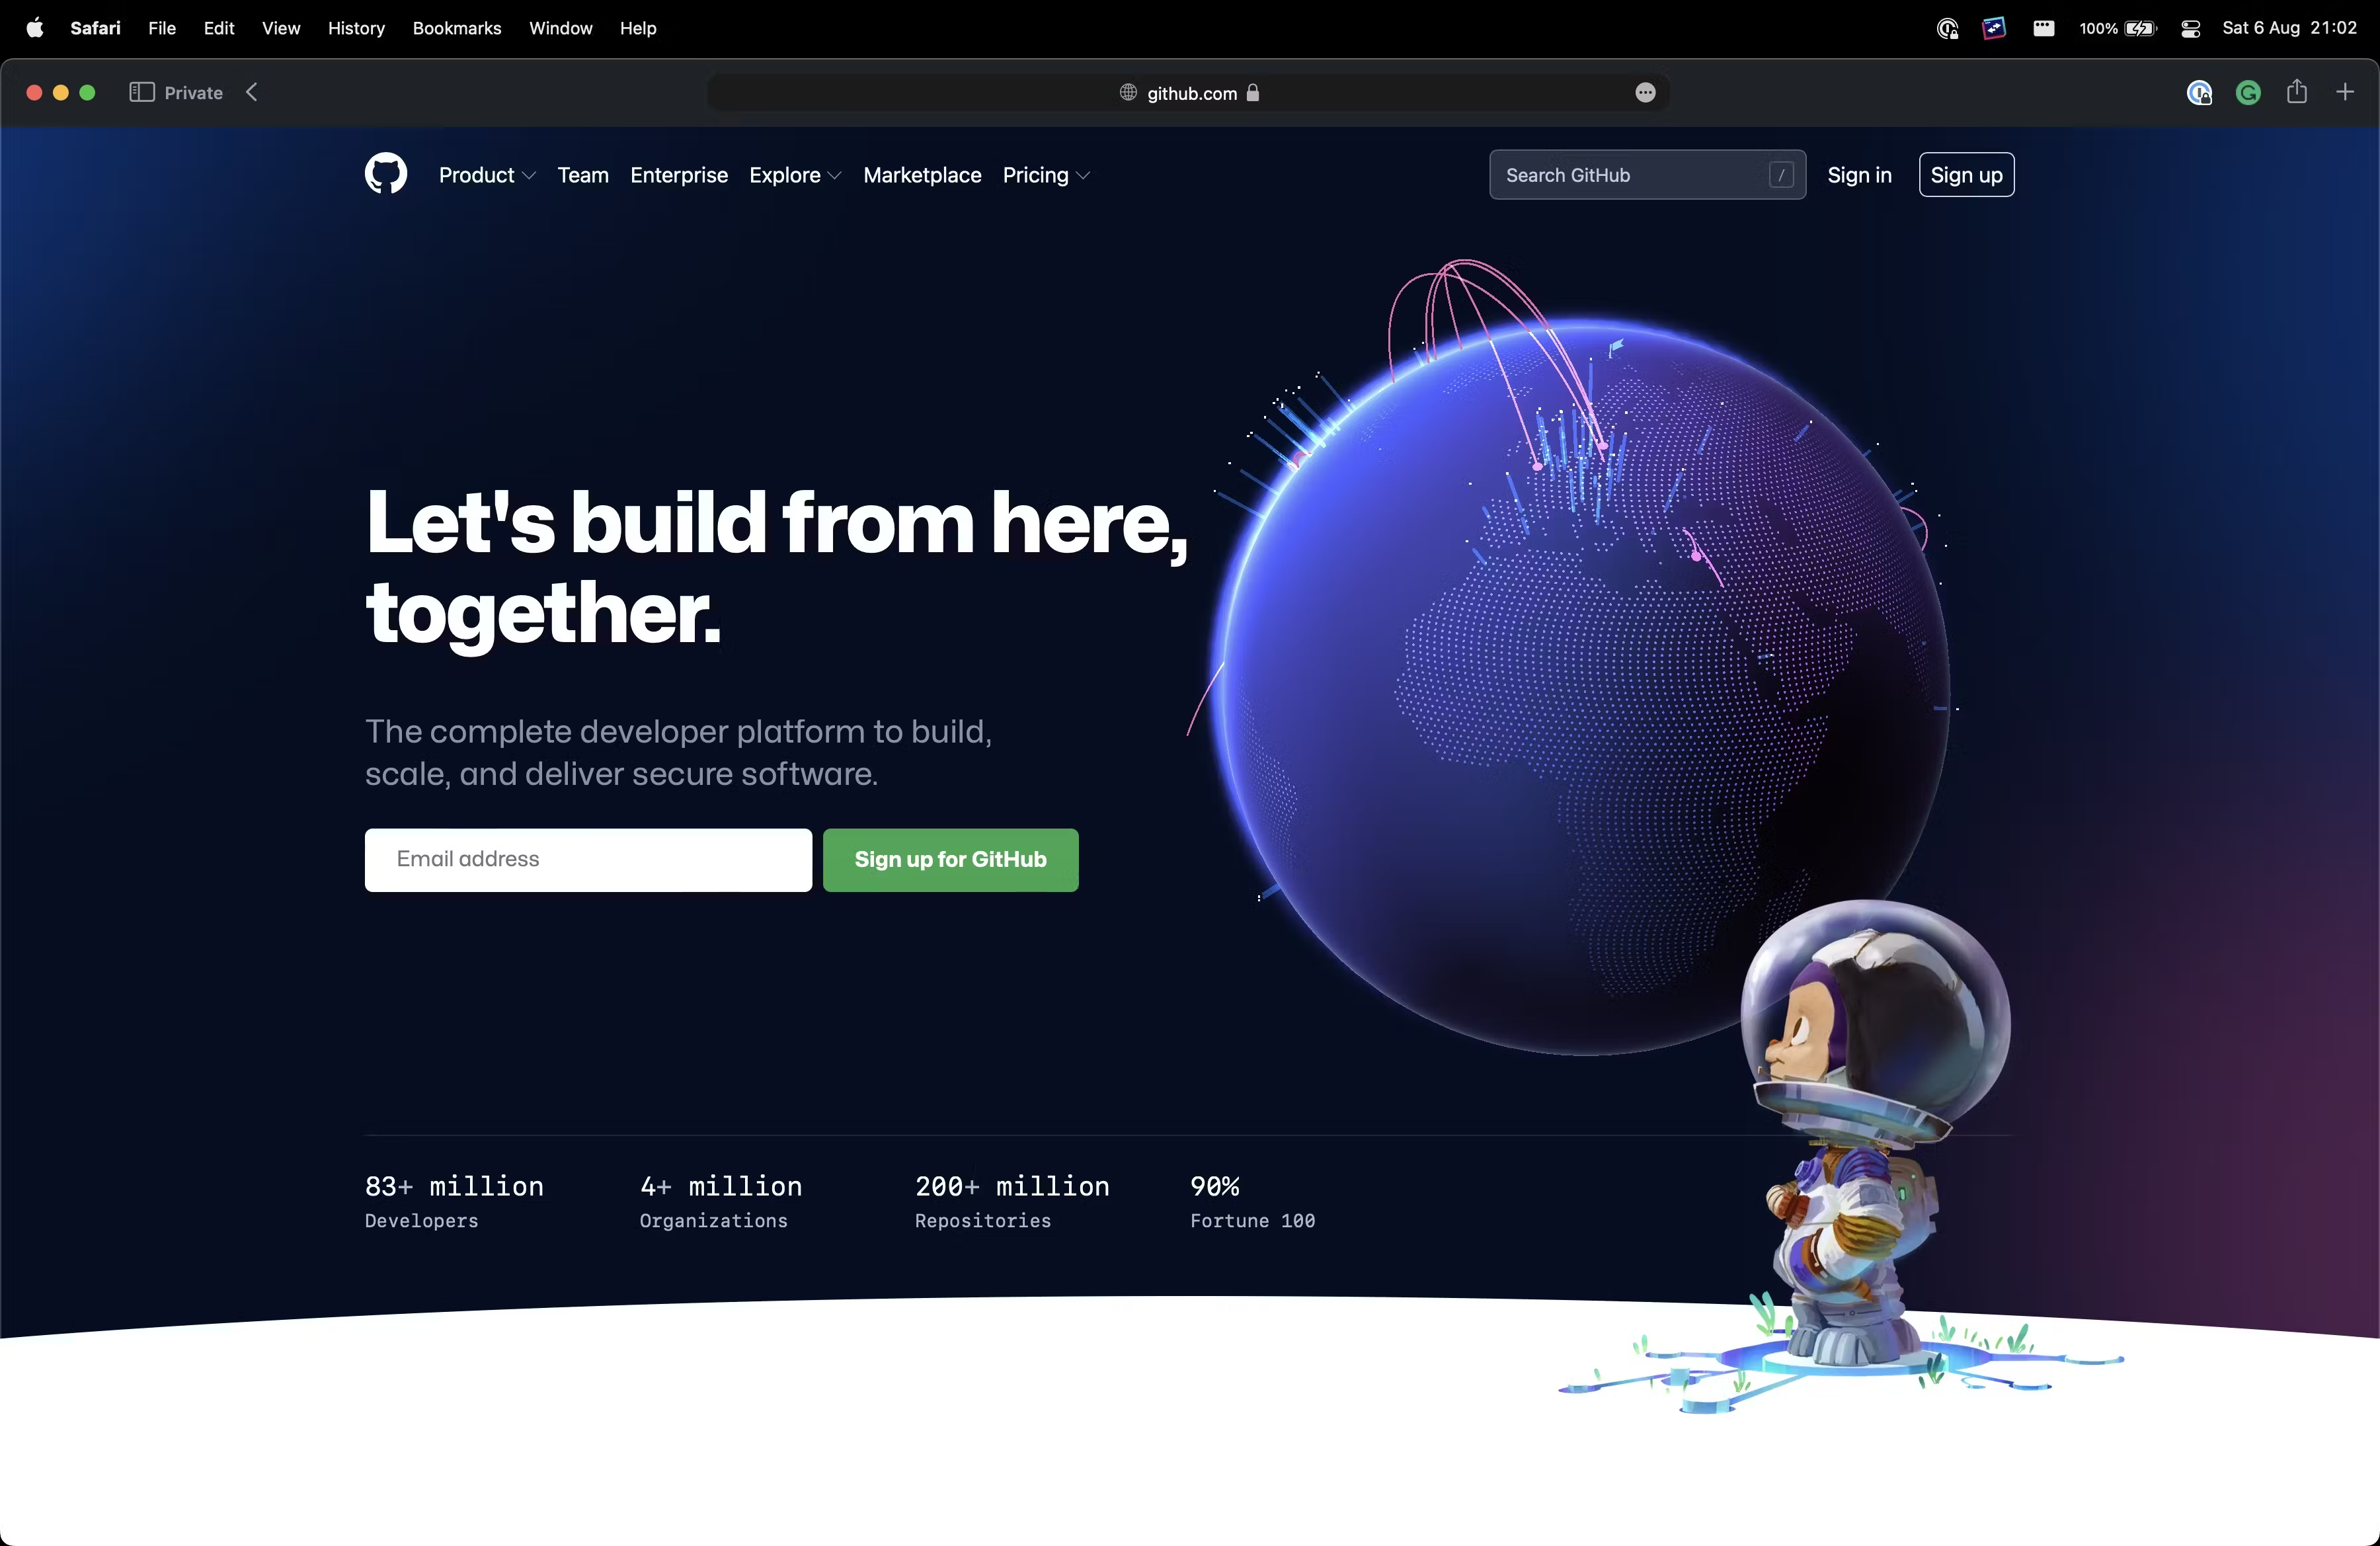 Safari File Edit View History Bookmarks Window Help 100% Sat 6 Aug 21:02
Private github.com
Product Team Enterprise Explore Marketplace Pricing Search GitHub / Sign in Sign up
Let's build from here,
together.
The complete developer platform to build,
scale, and deliver secure software.
Email address Sign up for GitHub
83+ million 4+ million 200+ million 90%
Developers Organizations Repositories Fortune 100